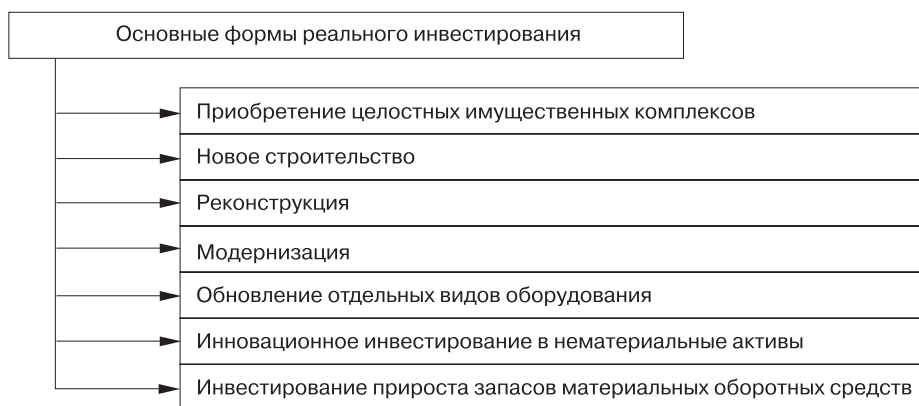 Основные формы реального инвестирования
Приобретение целостных имущественных комплексов
Новое строительство
Реконструкция
Модернизация
Обновление отдельных видов оборудования
Инновационное инвестирование в нематериальные активы
Инвестирование прироста запасов материальных оборотных средств